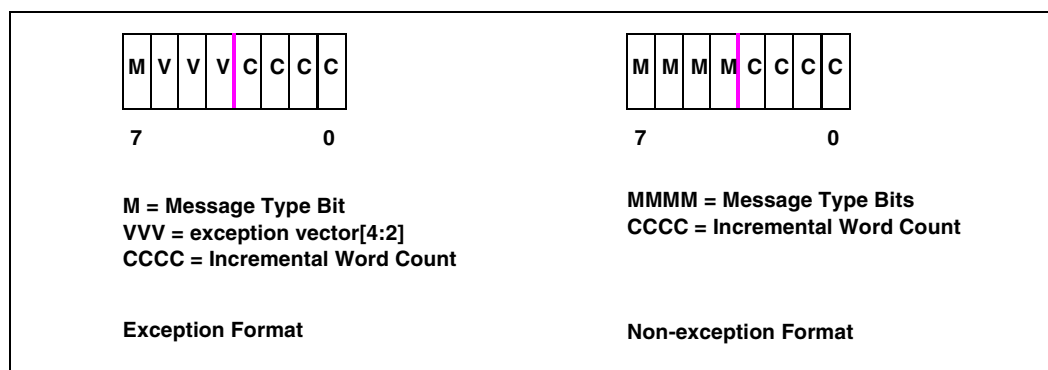 M V V V C C C C
7 0
M = Message Type Bit
VVV = exception vector[4:2]
CCCC = Incremental Word Count
Exception Format
M M M M C C C C
7 0
MMMM = Message Type Bits
CCCC = Incremental Word Count
Non-exception Format